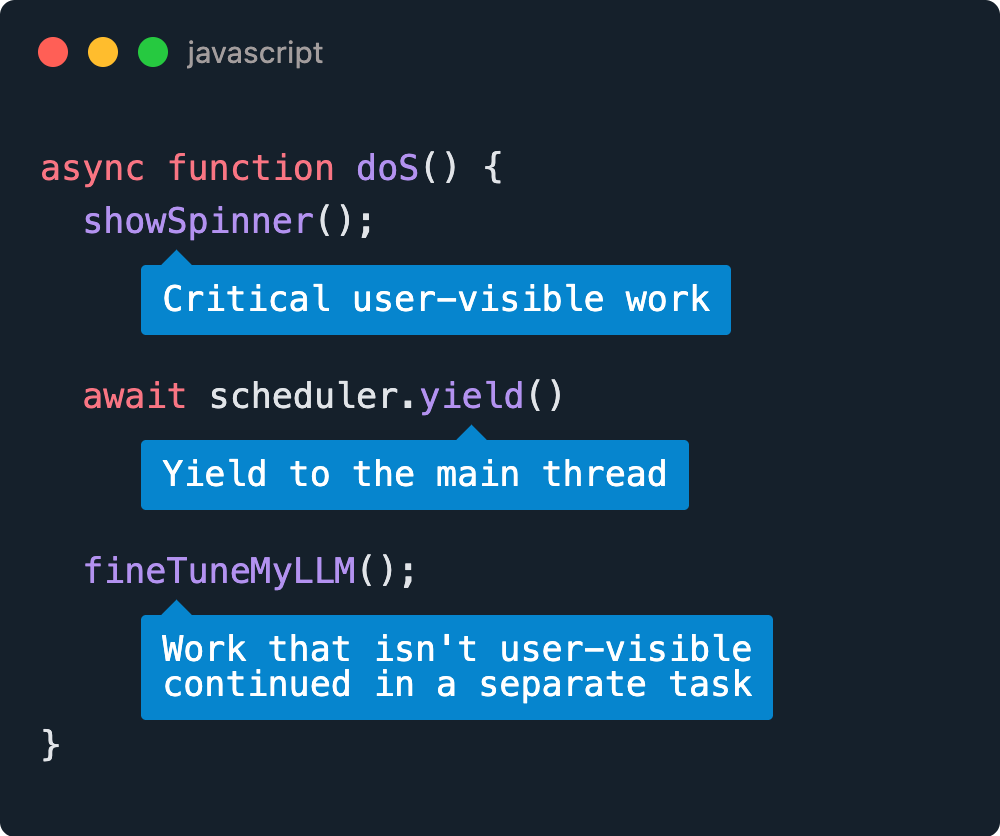 javascript
async function doS() {
showSpinner();
Critical user-visible work
await scheduler.yield()
Yield to the main thread
fineTuneMyLLM();
Work that isn't user-visible
continued in a separate task
}